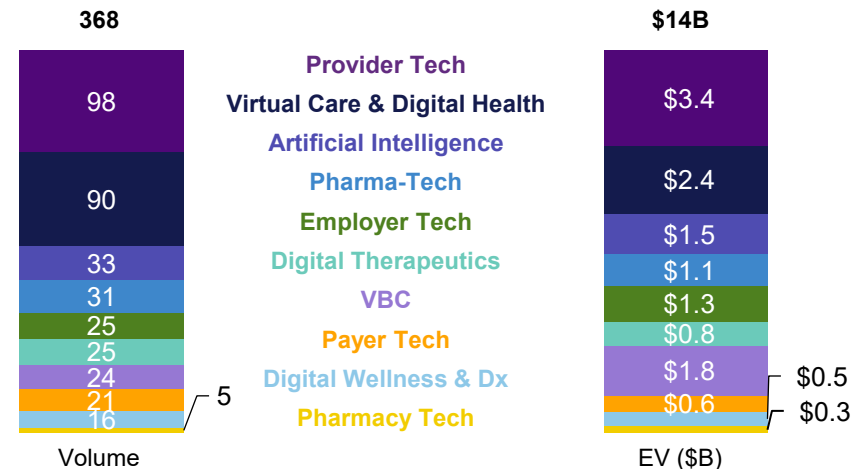 368
$14B
98
90
33
31
25
25
24
21
16
5
Provider Tech
Virtual Care & Digital Health
Artificial Intelligence
Pharma-Tech
Employer Tech
Digital Therapeutics
VBC
Payer Tech
Digital Wellness & Dx
Pharmacy Tech
$3.4
$2.4
$1.5
$1.1
$1.3
$0.8
$1.8
$0.6
$0.5
$0.3
Volume
EV ($B)